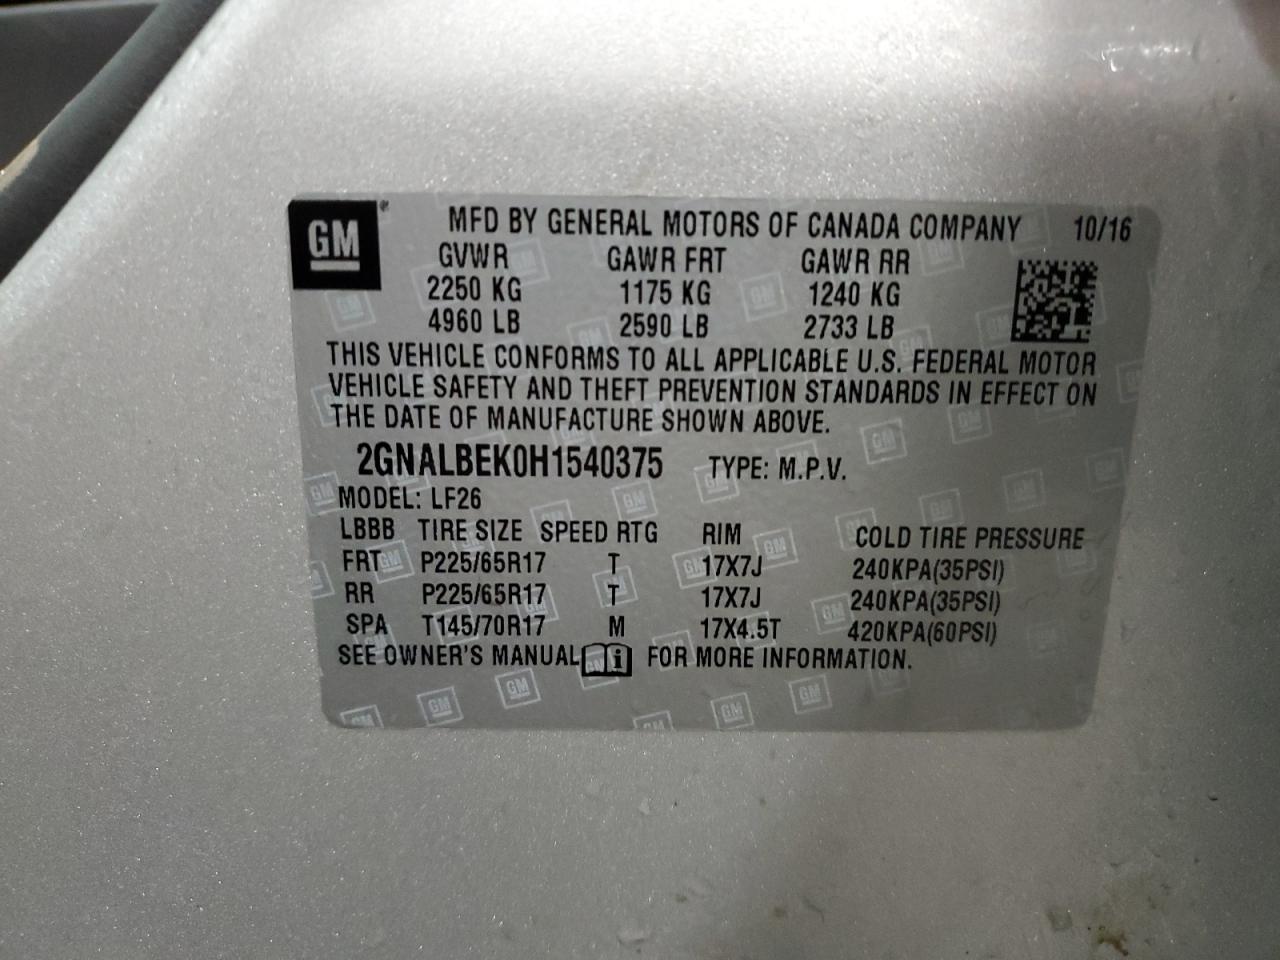 GM ® MFD BY GENERAL MOTORS OF CANADA COMPANY 10/16
GVWR GAWR FRT GAWR RR
2250 KG 1175 KG 1240 KG
4960 LB 2590 LB 2733 LB
THIS VEHICLE CONFORMS TO ALL APPLICABLE U.S. FEDERAL MOTOR
VEHICLE SAFETY AND THEFT PREVENTION STANDARDS IN EFFECT ON
THE DATE OF MANUFACTURE SHOWN ABOVE.
2GNALBEK0H1540375 TYPE: M.P.V.
MODEL: LF26
LBBB TIRE SIZE SPEED RTG RIM COLD TIRE PRESSURE
FRT P225/65R17 T 17X7J 240KPA(35PSI)
RR P225/65R17 T 17X7J 240KPA(35PSI)
SPA T145/70R17 M 17X4.5T 420KPA(60PSI)
SEE OWNER'S MANUAL i FOR MORE INFORMATION.